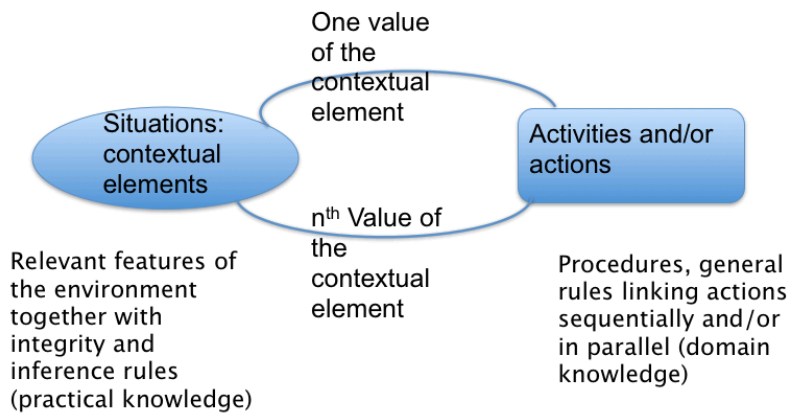 One value
of the
contextual
element
Situations:
contextual
elements
Activities and/or
actions
nth Value of
the
contextual
element
Relevant features of
the environment
together with
integrity and
inference rules
(practical knowledge)
Procedures, general
rules linking actions
sequentially and/or
in parallel (domain
knowledge)